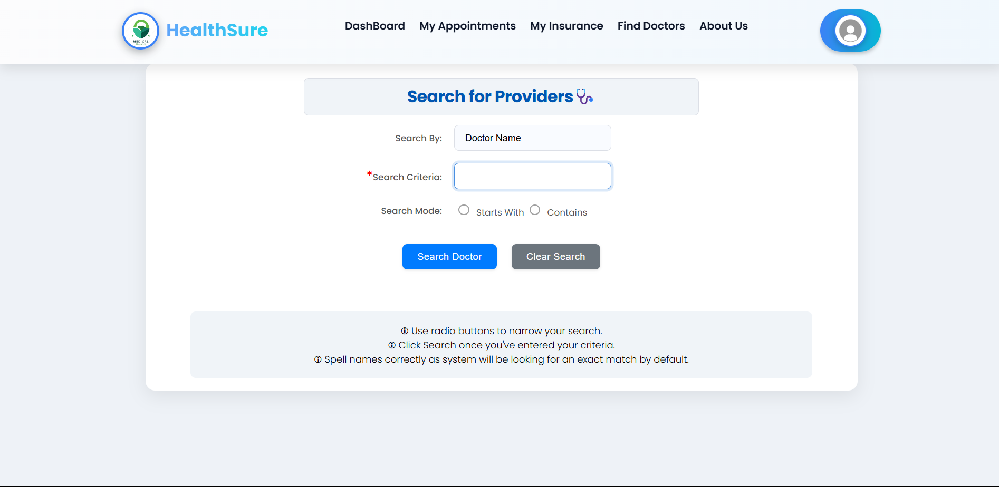 MEDICAL
HealthSure
DashBoard My Appointments My Insurance Find Doctors About Us
Search for Providers
Search By: Doctor Name
*Search Criteria:
Search Mode: Starts With Contains
Search Doctor Clear Search
Use radio buttons to narrow your search.
Click Search once you've entered your criteria.
Spell names correctly as system will be looking for an exact match by default.